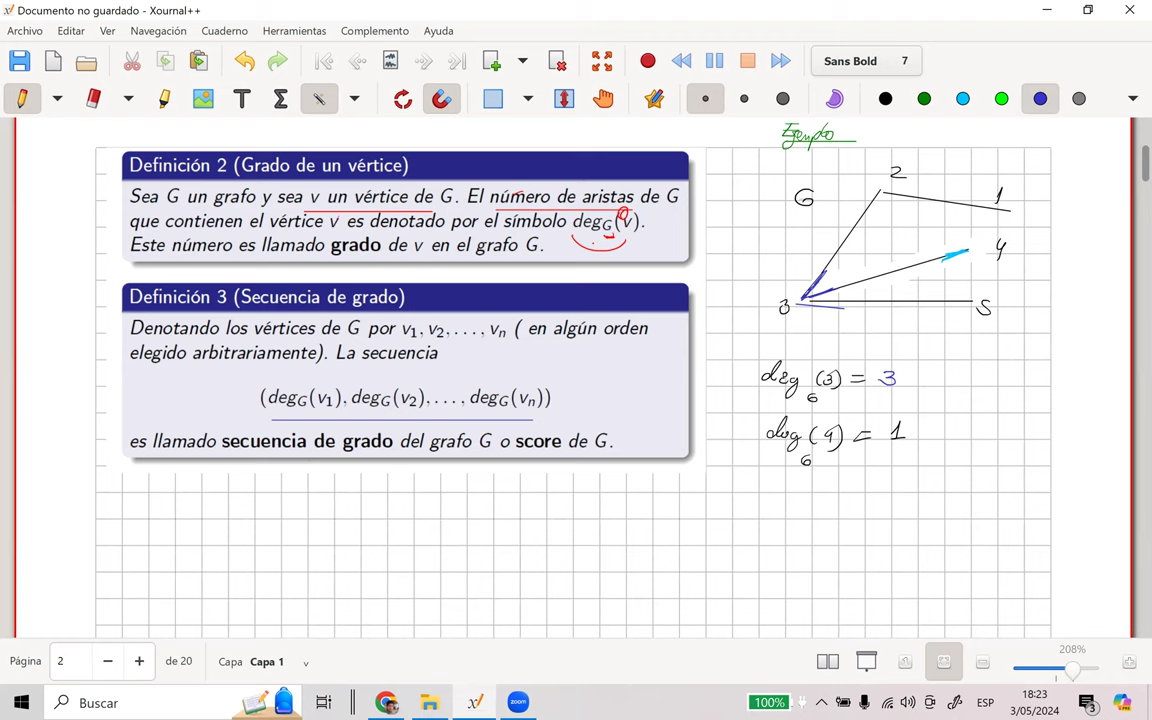 Documento no guardado - Xournal++
Archivo Editar Ver Navegación Cuaderno Herramientas Complemento Ayuda
Sans Bold 7
Ejemplo
Definición 2 (Grado de un vértice)
Sea G un grafo y sea v un vértice de G. El número de aristas de G
que contienen el vértice v es denotado por el símbolo deg_G(v).
Este número es llamado grado de v en el grafo G.
Definición 3 (Secuencia de grado)
Denotando los vértices de G por v₁, v₂, . . . , vₙ ( en algún orden
elegido arbitrariamente). La secuencia
(deg_G(v₁), deg_G(v₂), . . . , deg_G(vₙ))
es llamado secuencia de grado del grafo G o score de G.
G
2
1
4
3
5
deg_G (3) = 3
deg_G (4) = 1
Página 2 de 20 Capa Capa 1
208%
Buscar
zoom
100%
ESP
18:23
3/05/2024
3